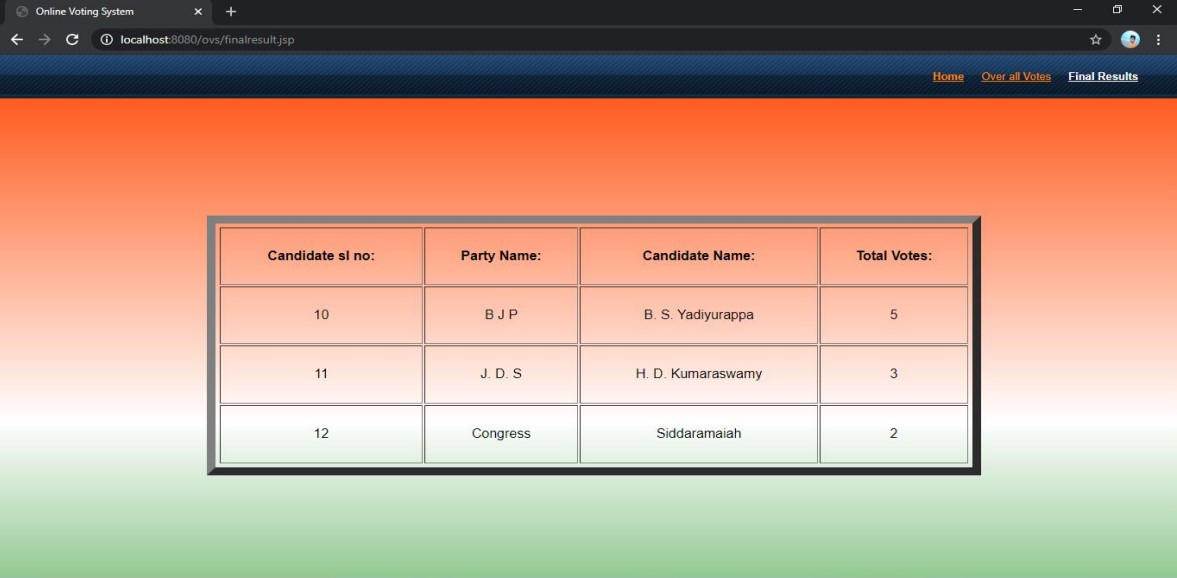 Online Voting System
localhost:8080/ovs/finalresult.jsp
Home Over all Votes Final Results
Candidate sl no: Party Name: Candidate Name: Total Votes:
10 B J P B. S. Yadiyurappa 5
11 J. D. S H. D. Kumaraswamy 3
12 Congress Siddaramaiah 2